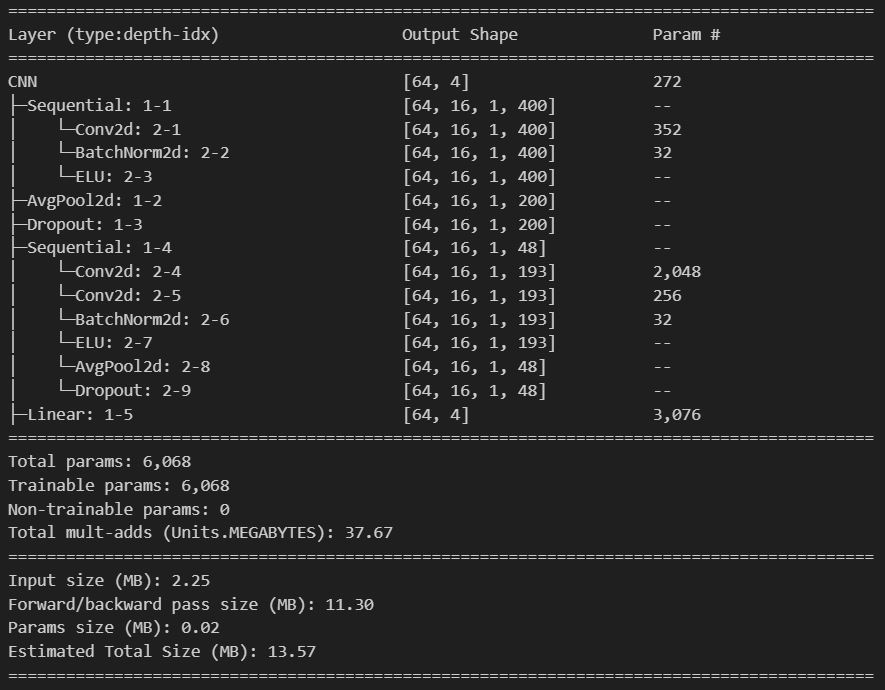 ==========================================================================================
Layer (type:depth-idx)                   Output Shape              Param #
==========================================================================================
CNN                                      [64, 4]                   272
├─Sequential: 1-1                        [64, 16, 1, 400]          --
│    └─Conv2d: 2-1                       [64, 16, 1, 400]          352
│    └─BatchNorm2d: 2-2                  [64, 16, 1, 400]          32
│    └─ELU: 2-3                          [64, 16, 1, 400]          --
├─AvgPool2d: 1-2                         [64, 16, 1, 200]          --
├─Dropout: 1-3                           [64, 16, 1, 200]          --
├─Sequential: 1-4                        [64, 16, 1, 48]           --
│    └─Conv2d: 2-4                       [64, 16, 1, 193]          2,048
│    └─Conv2d: 2-5                       [64, 16, 1, 193]          256
│    └─BatchNorm2d: 2-6                  [64, 16, 1, 193]          32
│    └─ELU: 2-7                          [64, 16, 1, 193]          --
│    └─AvgPool2d: 2-8                    [64, 16, 1, 48]           --
│    └─Dropout: 2-9                      [64, 16, 1, 48]           --
├─Linear: 1-5                            [64, 4]                   3,076
==========================================================================================
Total params: 6,068
Trainable params: 6,068
Non-trainable params: 0
Total mult-adds (Units.MEGABYTES): 37.67
==========================================================================================
Input size (MB): 2.25
Forward/backward pass size (MB): 11.30
Params size (MB): 0.02
Estimated Total Size (MB): 13.57
==========================================================================================